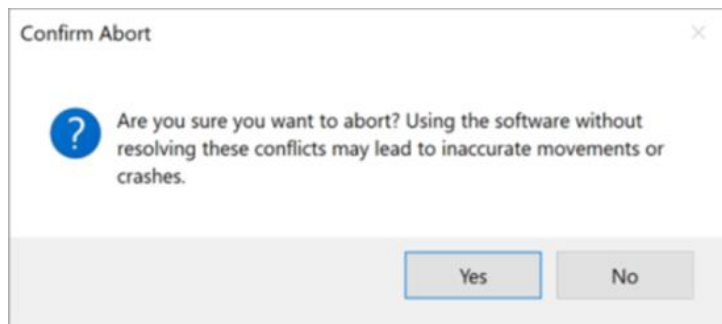 Confirm Abort
Are you sure you want to abort? Using the software without
resolving these conflicts may lead to inaccurate movements or
crashes.
Yes No